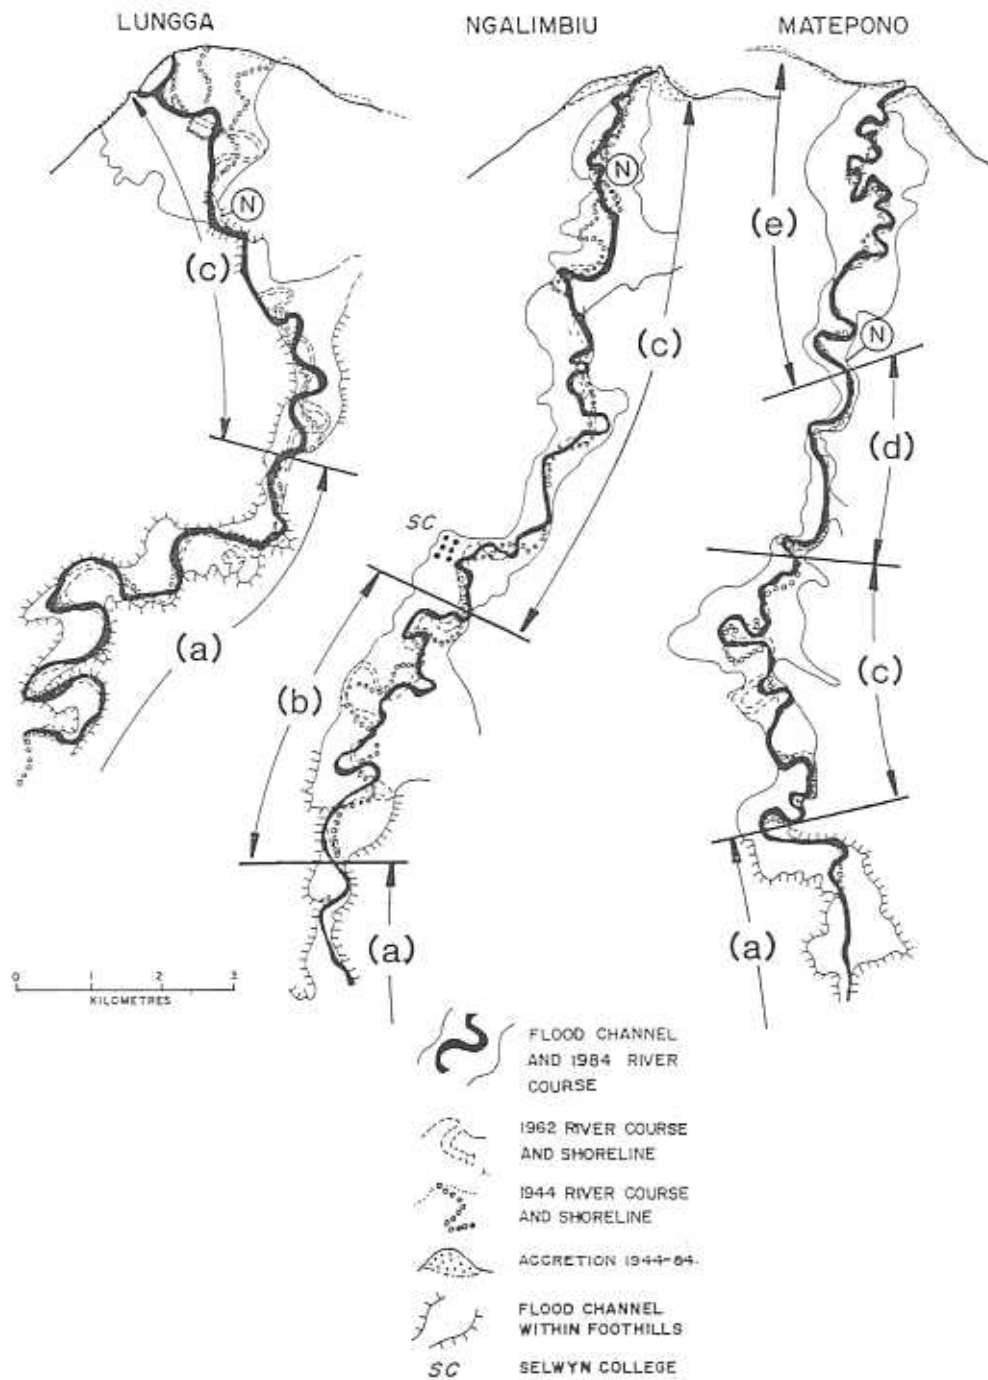 LUNGGA
NGALIMBIU
MATEPONO
N
(c)
(a)
N
(c)
SC
(b)
(a)
(e)
N
(d)
(c)
(a)
0 1 2 3
KILOMETRES
FLOOD CHANNEL
AND 1984 RIVER
COURSE
1962 RIVER COURSE
AND SHORELINE
1944 RIVER COURSE
AND SHORELINE
ACCRETION 1944-84.
FLOOD CHANNEL
WITHIN FOOTHILLS
SC SELWYN COLLEGE